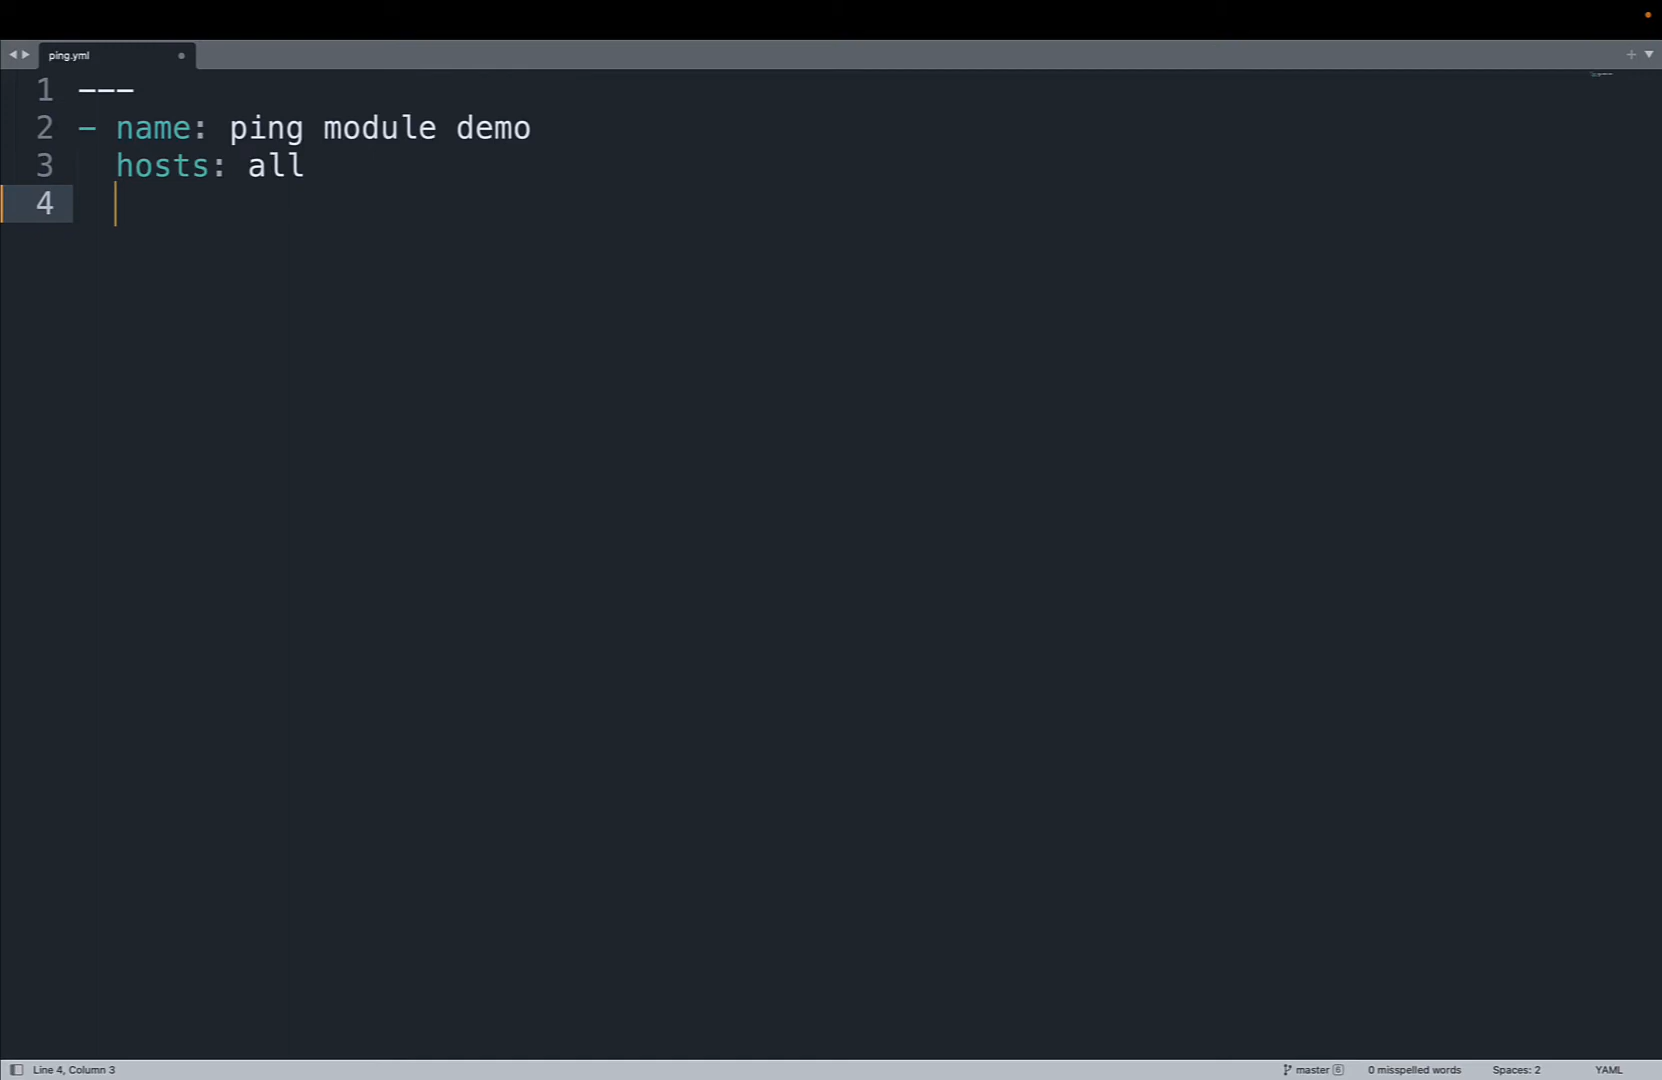 ping.yml
1 ---
2 - name: ping module demo
3   hosts: all
4
Line 4, Column 3
master 6
0 misspelled words
Spaces: 2
YAML